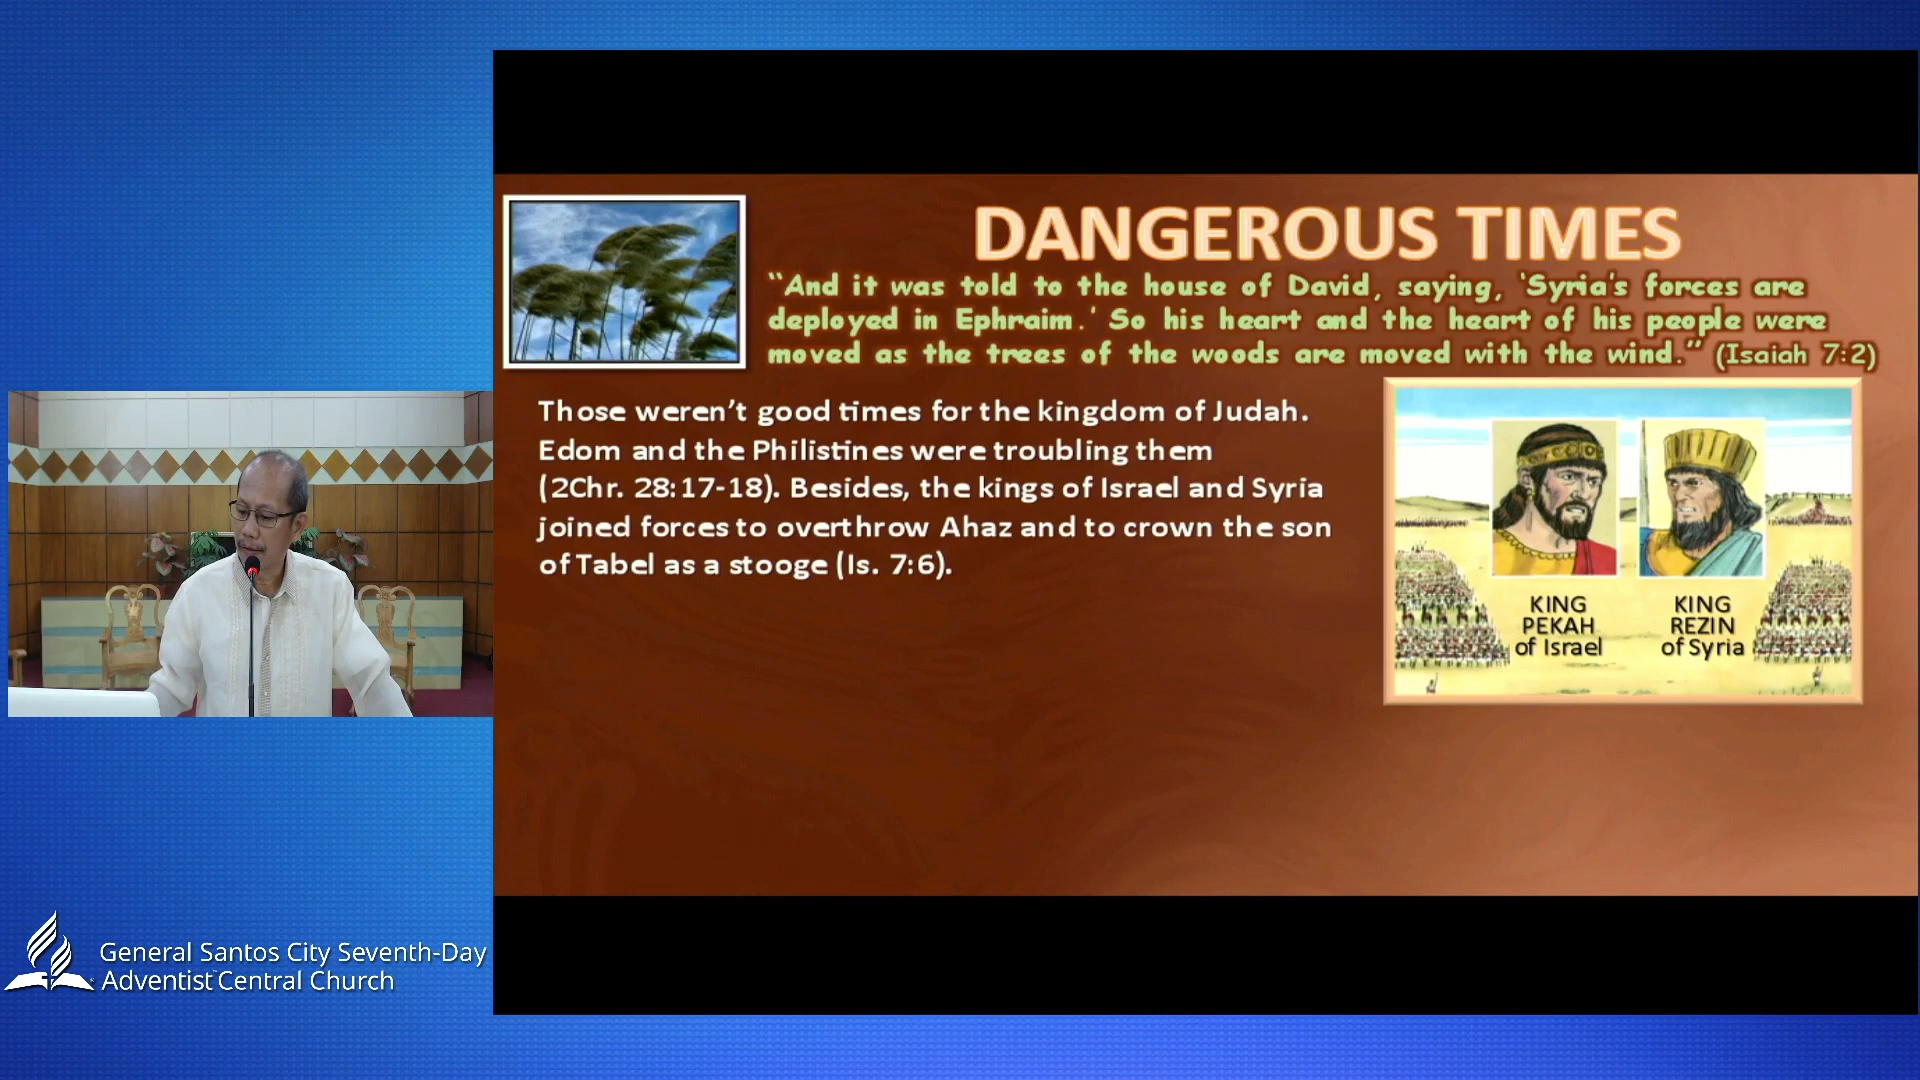 DANGEROUS TIMES
“And it was told to the house of David, saying, ‘Syria's forces are
deployed in Ephraim.’ So his heart and the heart of his people were
moved as the trees of the woods are moved with the wind.” (Isaiah 7:2)
Those weren’t good times for the kingdom of Judah.
Edom and the Philistines were troubling them
(2Chr. 28:17-18). Besides, the kings of Israel and Syria
joined forces to overthrow Ahaz and to crown the son
of Tabel as a stooge (Is. 7:6).
KING
PEKAH
of Israel
KING
REZIN
of Syria
General Santos City Seventh-Day
Adventist Central Church